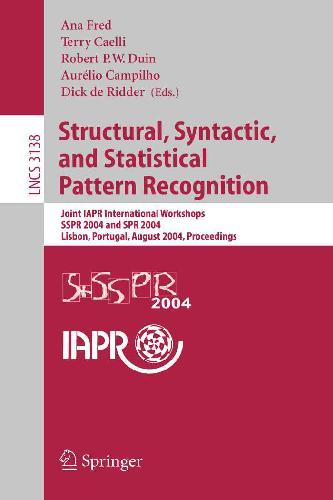 Ana Fred
Terry Caelli
Robert P.W. Duin
Aurélio Campilho
Dick de Ridder (Eds.)
LNCS 3138
Structural, Syntactic,
and Statistical
Pattern Recognition
Joint IAPR International Workshops
SSPR 2004 and SPR 2004
Lisbon, Portugal, August 2004, Proceedings
S+SSPR
2004
IAPR
Springer